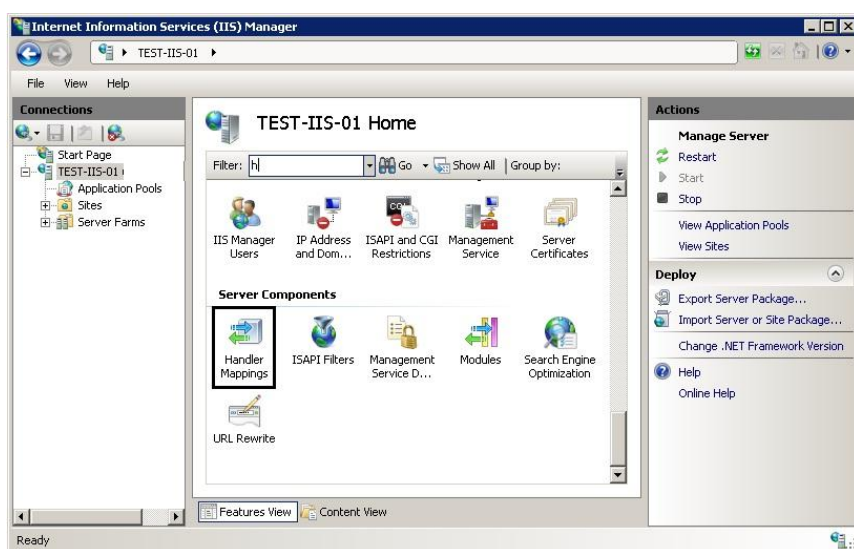 Internet Information Services (IIS) Manager
TEST-IIS-01
File View Help
Connections
Start Page
TEST-IIS-01
Application Pools
Sites
Server Farms
TEST-IIS-01 Home
Filter: h Go Show All Group by:
IIS Manager Users
IP Address and Dom...
ISAPI and CGI Restrictions
Management Service
Server Certificates
Server Components
Handler Mappings
ISAPI Filters
Management Service D...
Modules
Search Engine Optimization
URL Rewrite
Features View Content View
Actions
Manage Server
Restart
Start
Stop
View Application Pools
View Sites
Deploy
Export Server Package...
Import Server or Site Package...
Change .NET Framework Version
Help
Online Help
Ready